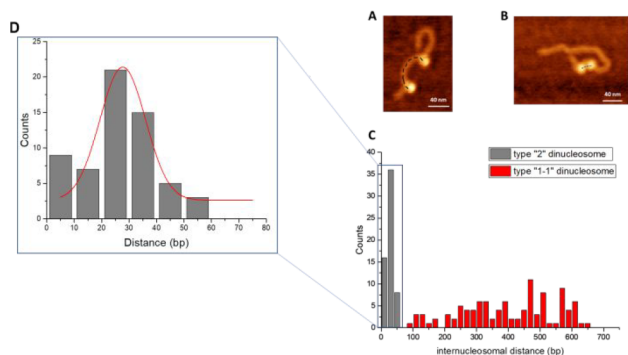 A
B
40 nm
40 nm
D
25
20
15
10
5
0
Counts
0 10 20 30 40 50 60 70 80
Distance (bp)
C
type "2" dinucleosome
type "1-1" dinucleosome
40
35
30
25
20
15
10
5
0
Counts
0 100 200 300 400 500 600 700
internucleosomal distance (bp)